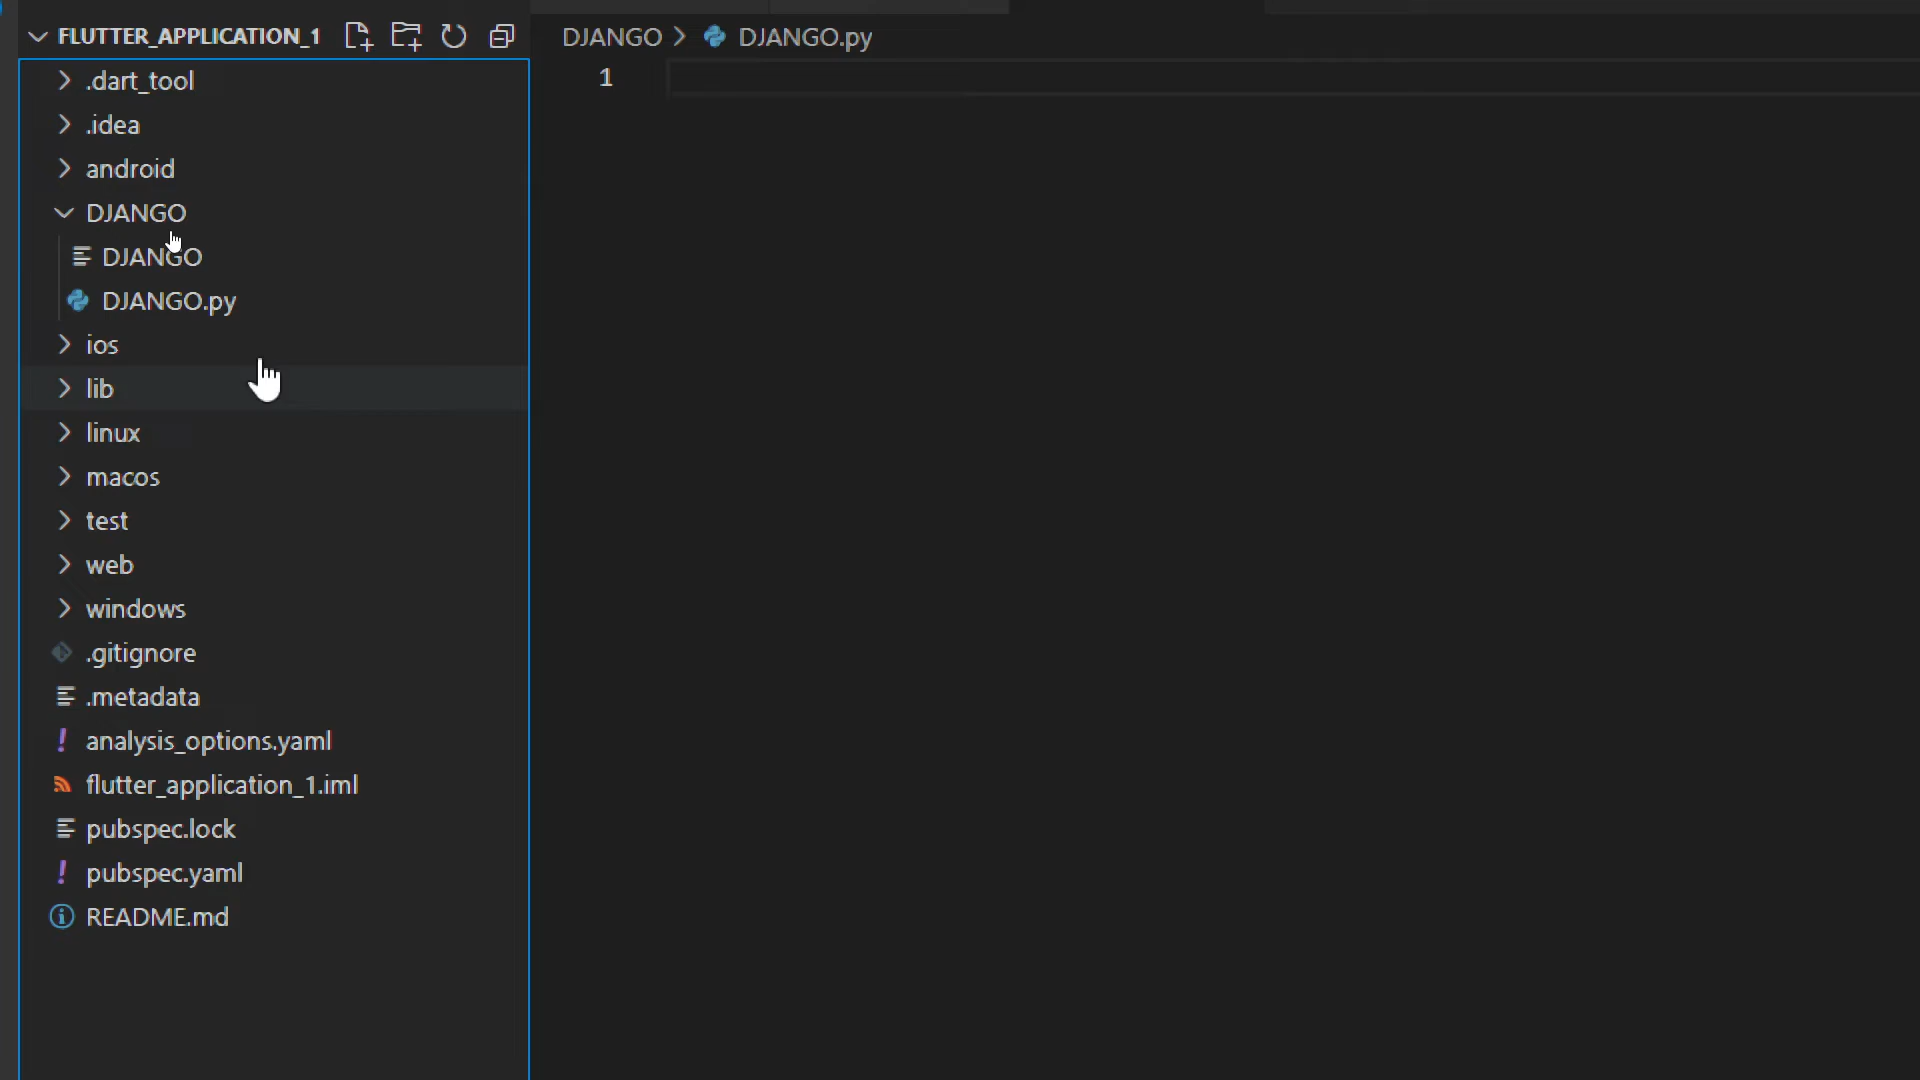 FLUTTER_APPLICATION_1
.dart_tool
.idea
android
DJANGO
DJANGO
DJANGO.py
ios
lib
linux
macos
test
web
windows
.gitignore
.metadata
analysis_options.yaml
flutter_application_1.iml
pubspec.lock
pubspec.yaml
README.md
DJANGO > DJANGO.py
1